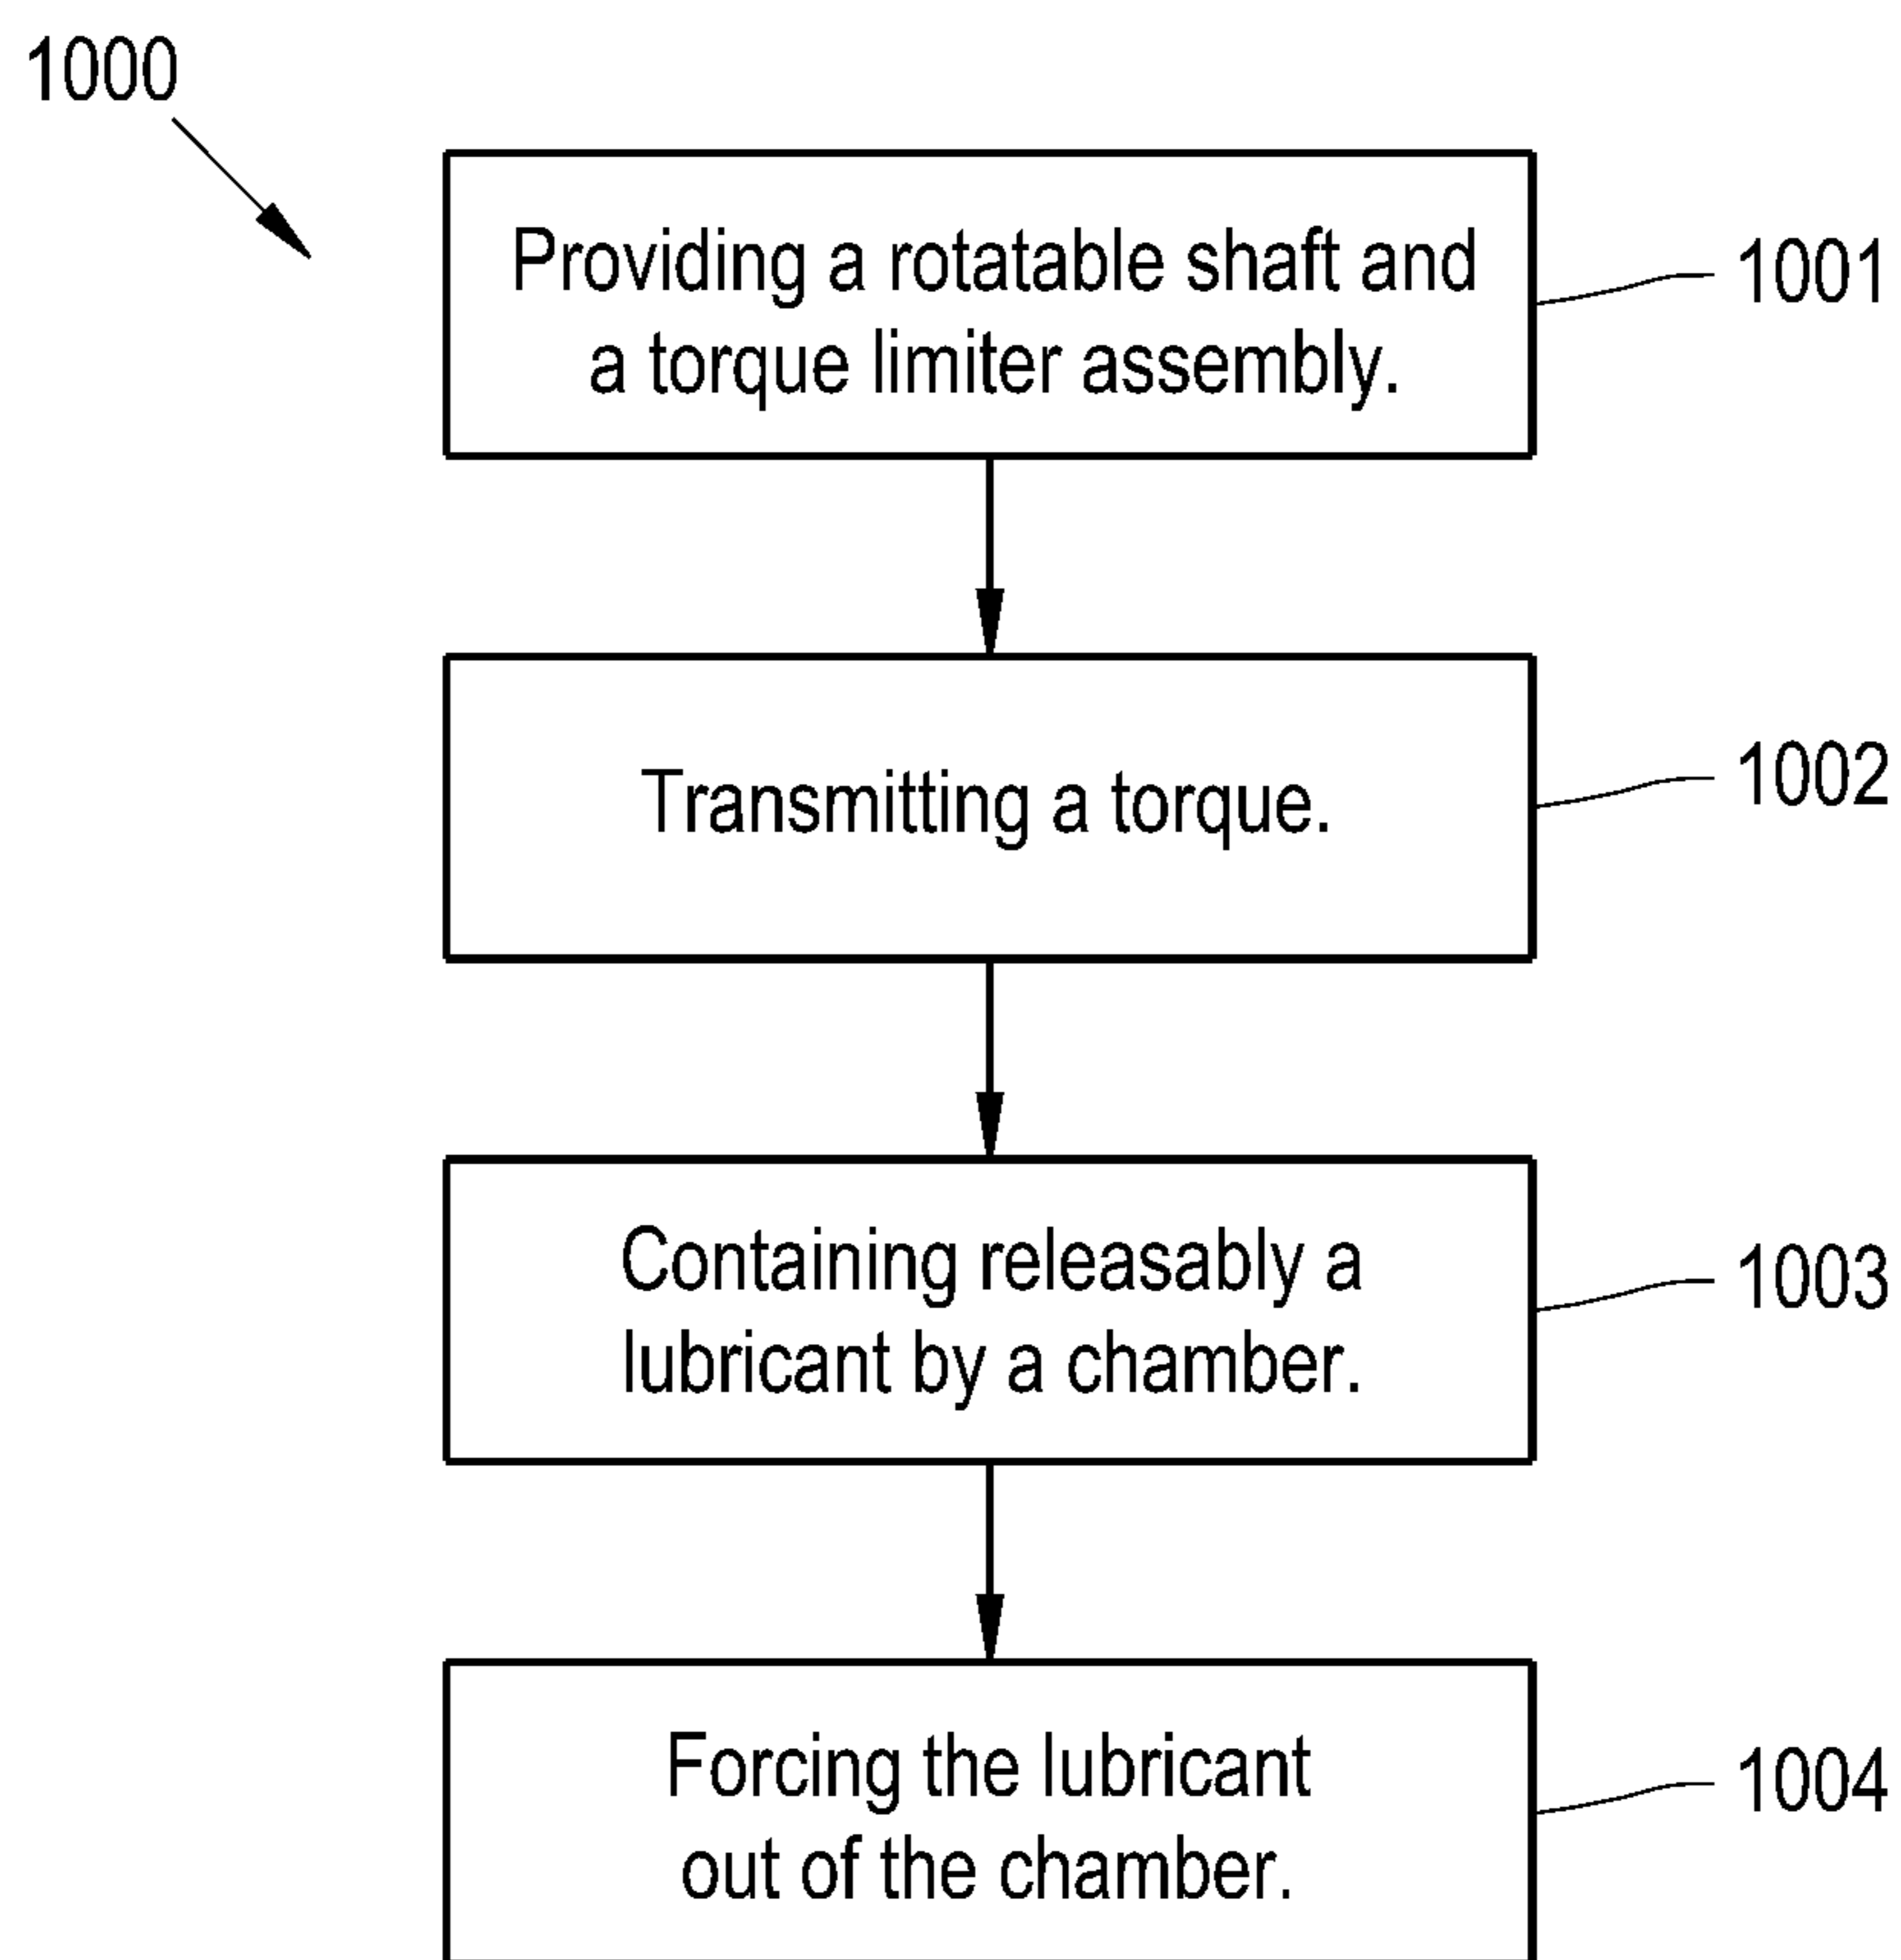 1000
Providing a rotatable shaft and
a torque limiter assembly.
1001
Transmitting a torque.
1002
Containing releasably a
lubricant by a chamber.
1003
Forcing the lubricant
out of the chamber.
1004